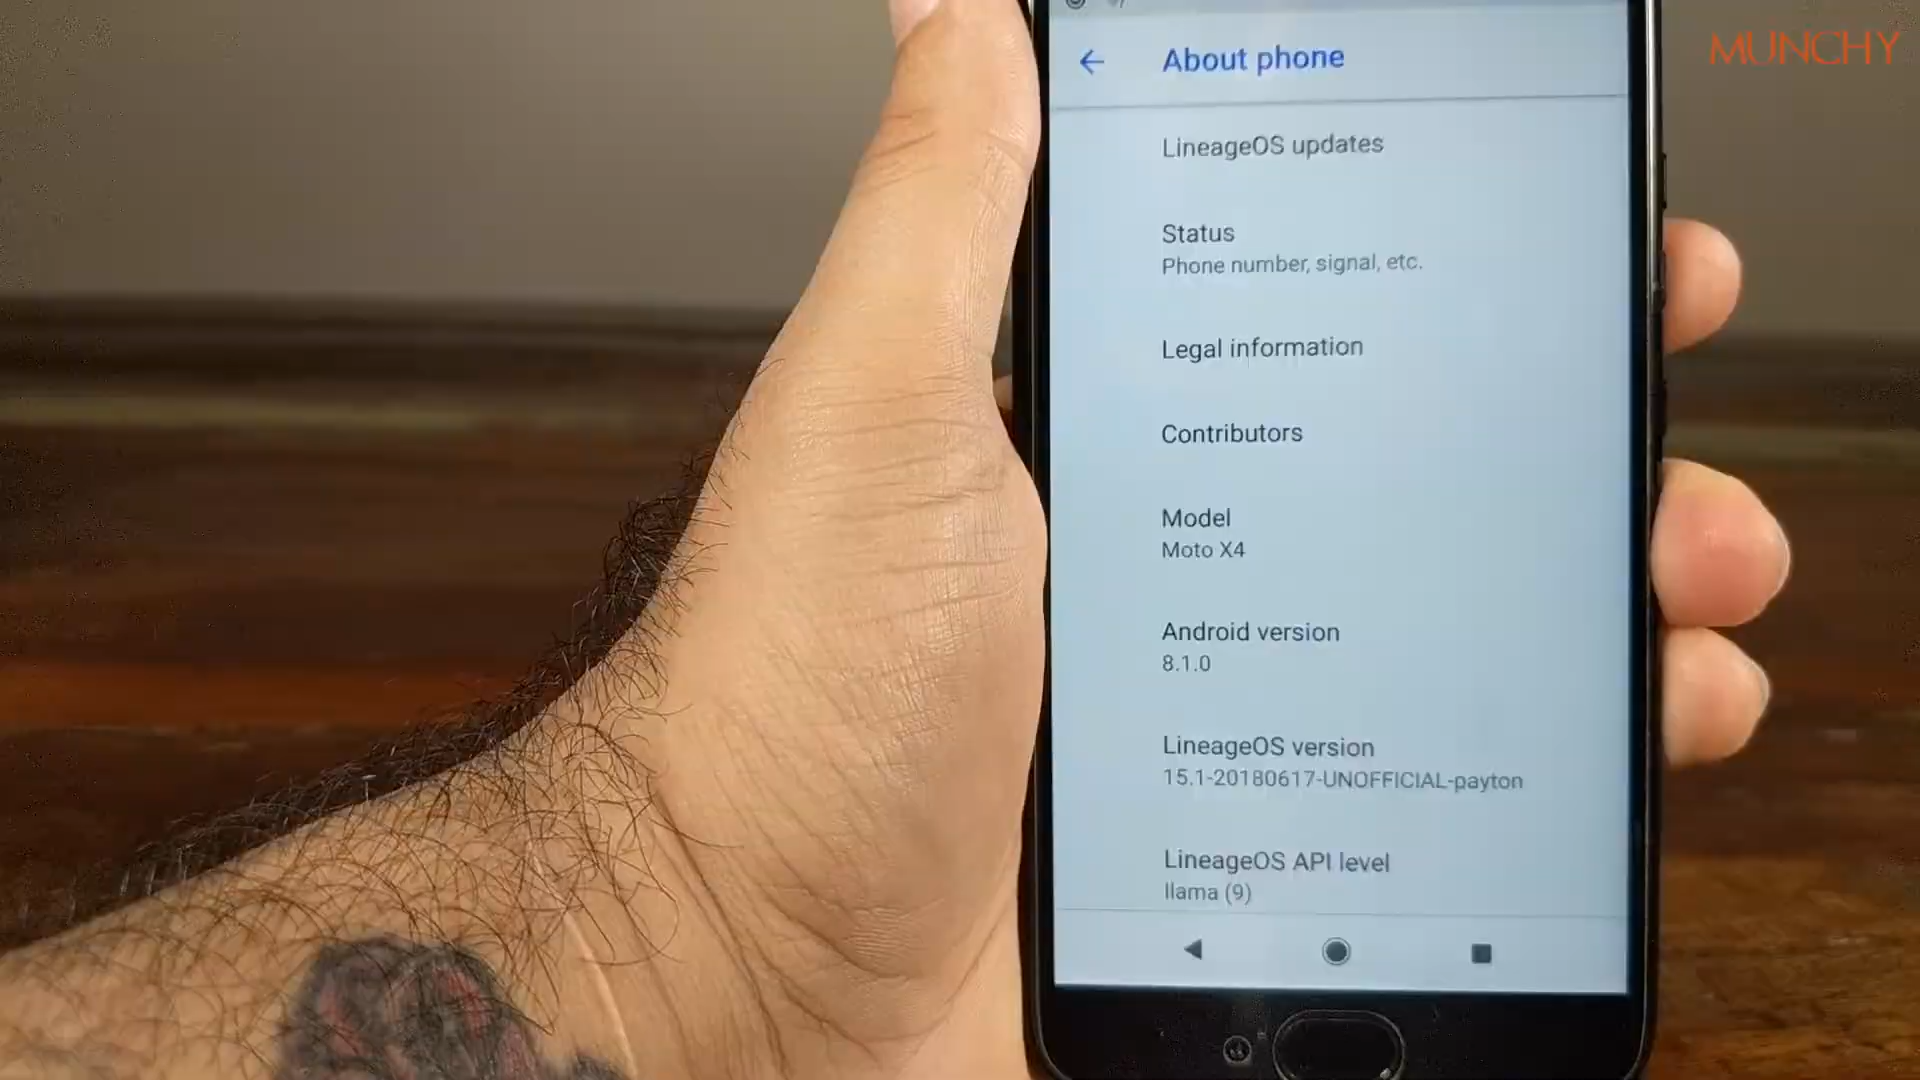 MUNCHY
About phone
LineageOS updates
Status
Phone number, signal, etc.
Legal information
Contributors
Model
Moto X4
Android version
8.1.0
LineageOS version
15.1-20180617-UNOFFICIAL-payton
LineageOS API level
llama (9)